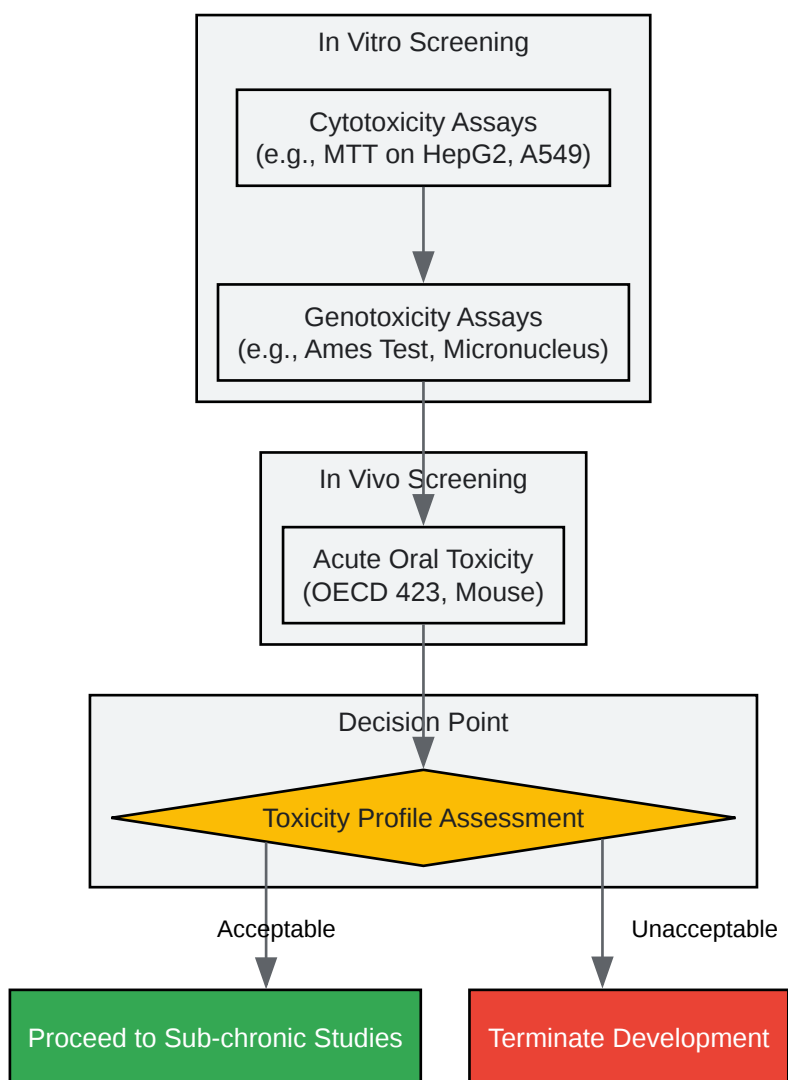 In Vitro Screening
Cytotoxicity Assays
(e.g., MTT on HepG2, A549)
Genotoxicity Assays
(e.g., Ames Test, Micronucleus)
In Vivo Screening
Acute Oral Toxicity
(OECD 423, Mouse)
Decision Point
Toxicity Profile Assessment
Acceptable
Unacceptable
Proceed to Sub-chronic Studies
Terminate Development